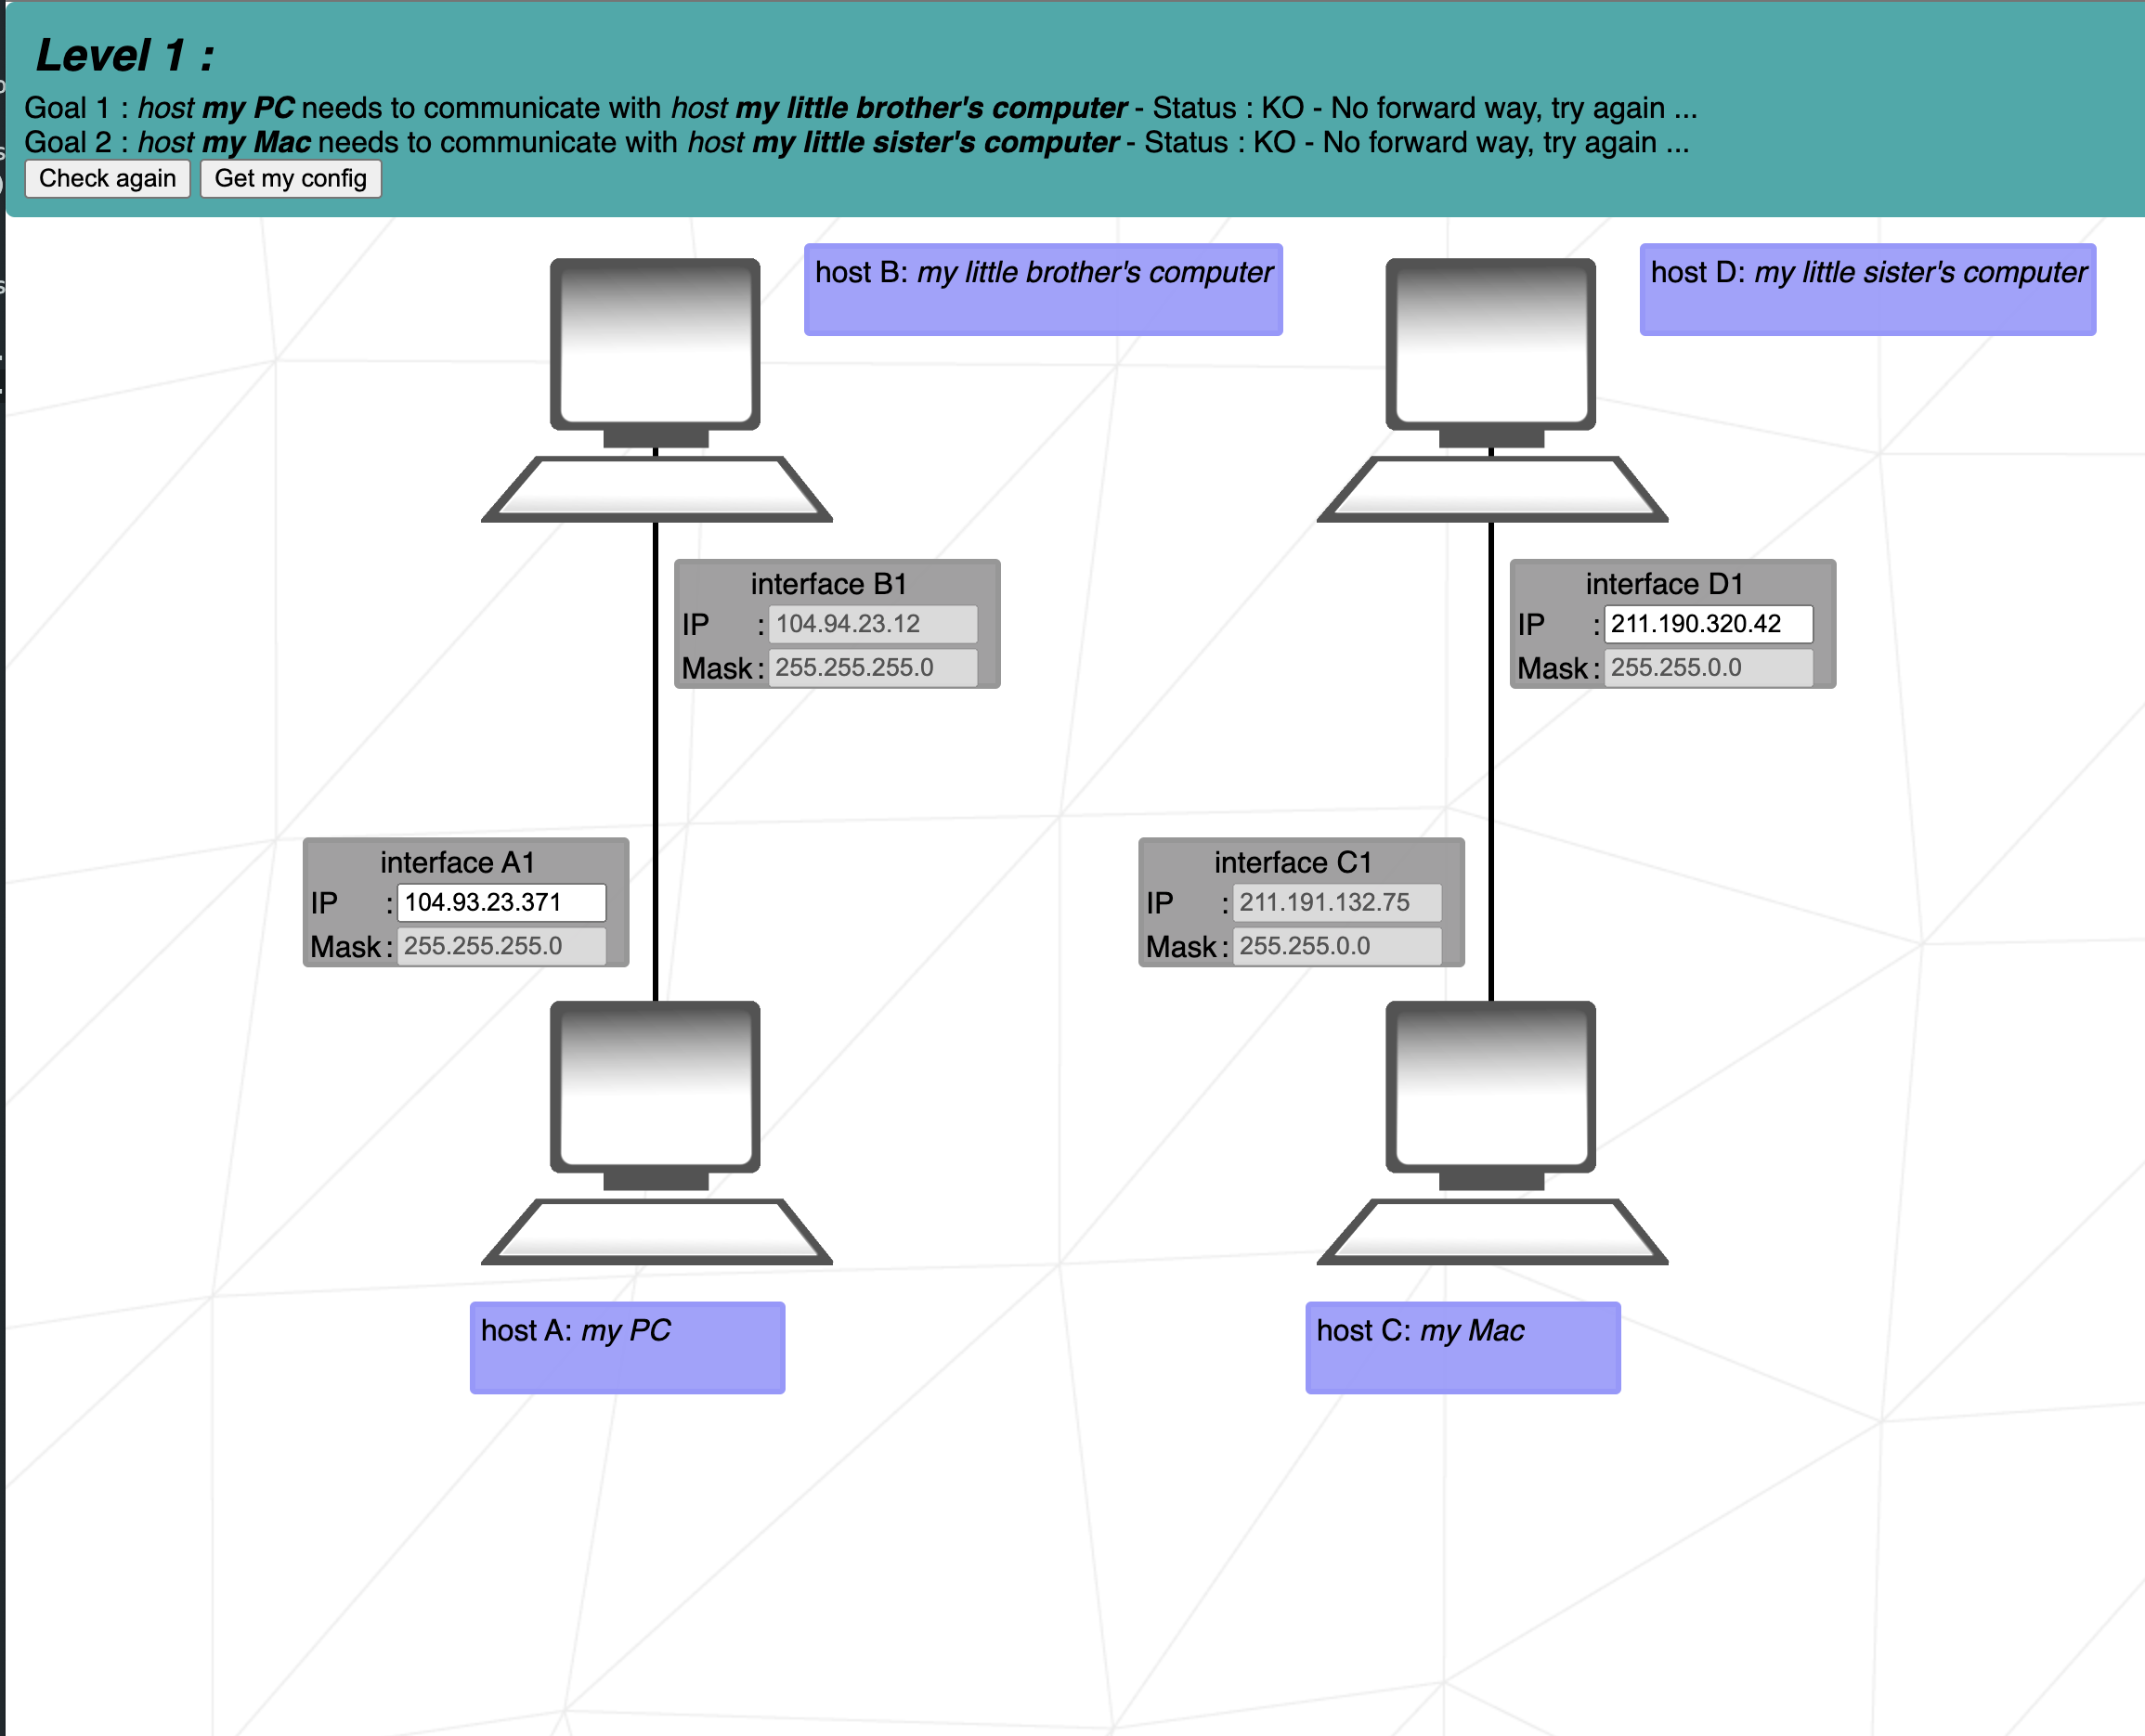 Level 1 :
Goal 1 : host my PC needs to communicate with host my little brother's computer - Status : KO - No forward way, try again ...
Goal 2 : host my Mac needs to communicate with host my little sister's computer - Status : KO - No forward way, try again ...
Check again Get my config
host B: my little brother's computer
host D: my little sister's computer
interface B1
IP : 104.94.23.12
Mask : 255.255.255.0
interface D1
IP : 211.190.320.42
Mask : 255.255.0.0
interface A1
IP : 104.93.23.371
Mask : 255.255.255.0
interface C1
IP : 211.191.132.75
Mask : 255.255.0.0
host A: my PC
host C: my Mac